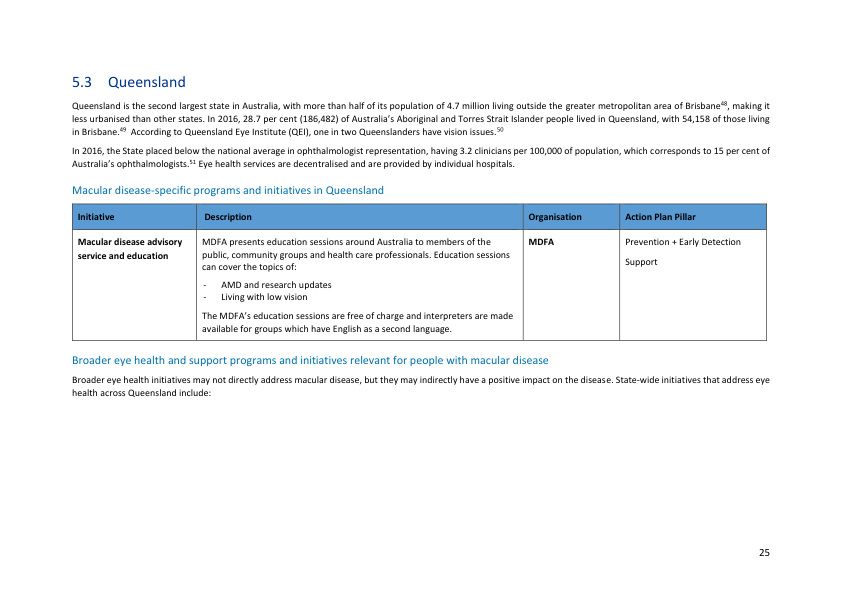 5.3 Queensland
Queensland is the second largest state in Australia, with more than half of its population of 4.7 million living outside the greater metropolitan area of Brisbane48, making it
less urbanised than other states. In 2016, 28.7 per cent (186,482) of Australia's Aboriginal and Torres Strait Islander people lived in Queensland, with 54,158 of those living
in Brisbane.49 According to Queensland Eye Institute (QEI), one in two Queenslanders have vision issues.50
In 2016, the State placed below the national average in ophthalmologist representation, having 3.2 clinicians per 100,000 of population, which corresponds to 15 per cent of
Australia's ophthalmologists.51 Eye health services are decentralised and are provided by individual hospitals.
Macular disease-specific programs and initiatives in Queensland
Initiative Description Organisation Action Plan Pillar
Macular disease advisory
service and education
MDFA presents education sessions around Australia to members of the
public, community groups and health care professionals. Education sessions
can cover the topics of:
- AMD and research updates
- Living with low vision
The MDFA's education sessions are free of charge and interpreters are made
available for groups which have English as a second language.
MDFA
Prevention + Early Detection
Support
Broader eye health and support programs and initiatives relevant for people with macular disease
Broader eye health initiatives may not directly address macular disease, but they may indirectly have a positive impact on the disease. State-wide initiatives that address eye
health across Queensland include:
25